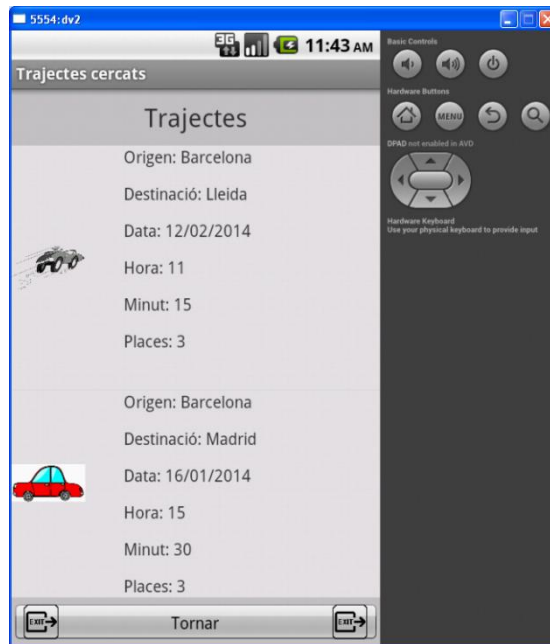 5554:dv2
3G 11:43 AM
Trajectes cercats
Trajectes
Origen: Barcelona
Destinació: Lleida
Data: 12/02/2014
Hora: 11
Minut: 15
Places: 3
Origen: Barcelona
Destinació: Madrid
Data: 16/01/2014
Hora: 15
Minut: 30
Places: 3
EXIT Tornar EXIT
Basic Controls
Hardware Buttons
MENU
DPAD not enabled in AVD
Hardware Keyboard
Use your physical keyboard to provide input